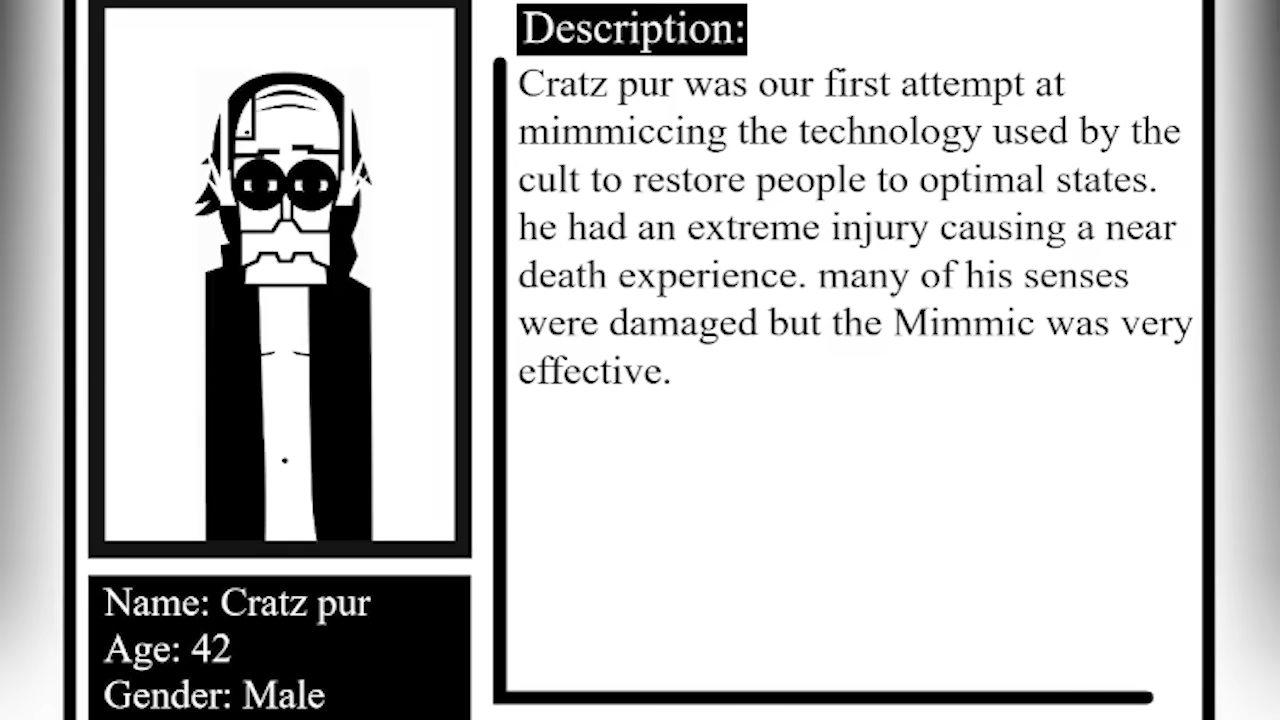 Description:
Cratz pur was our first attempt at
mimmiccing the technology used by the
cult to restore people to optimal states.
he had an extreme injury causing a near
death experience. many of his senses
were damaged but the Mimmic was very
effective.
Name: Cratz pur
Age: 42
Gender: Male